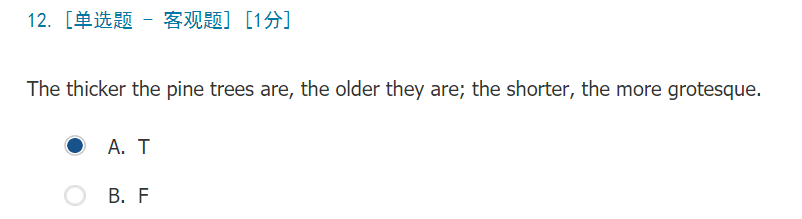 12. [单选题 - 客观题] [1分]
The thicker the pine trees are, the older they are; the shorter, the more grotesque.
A. T
B. F